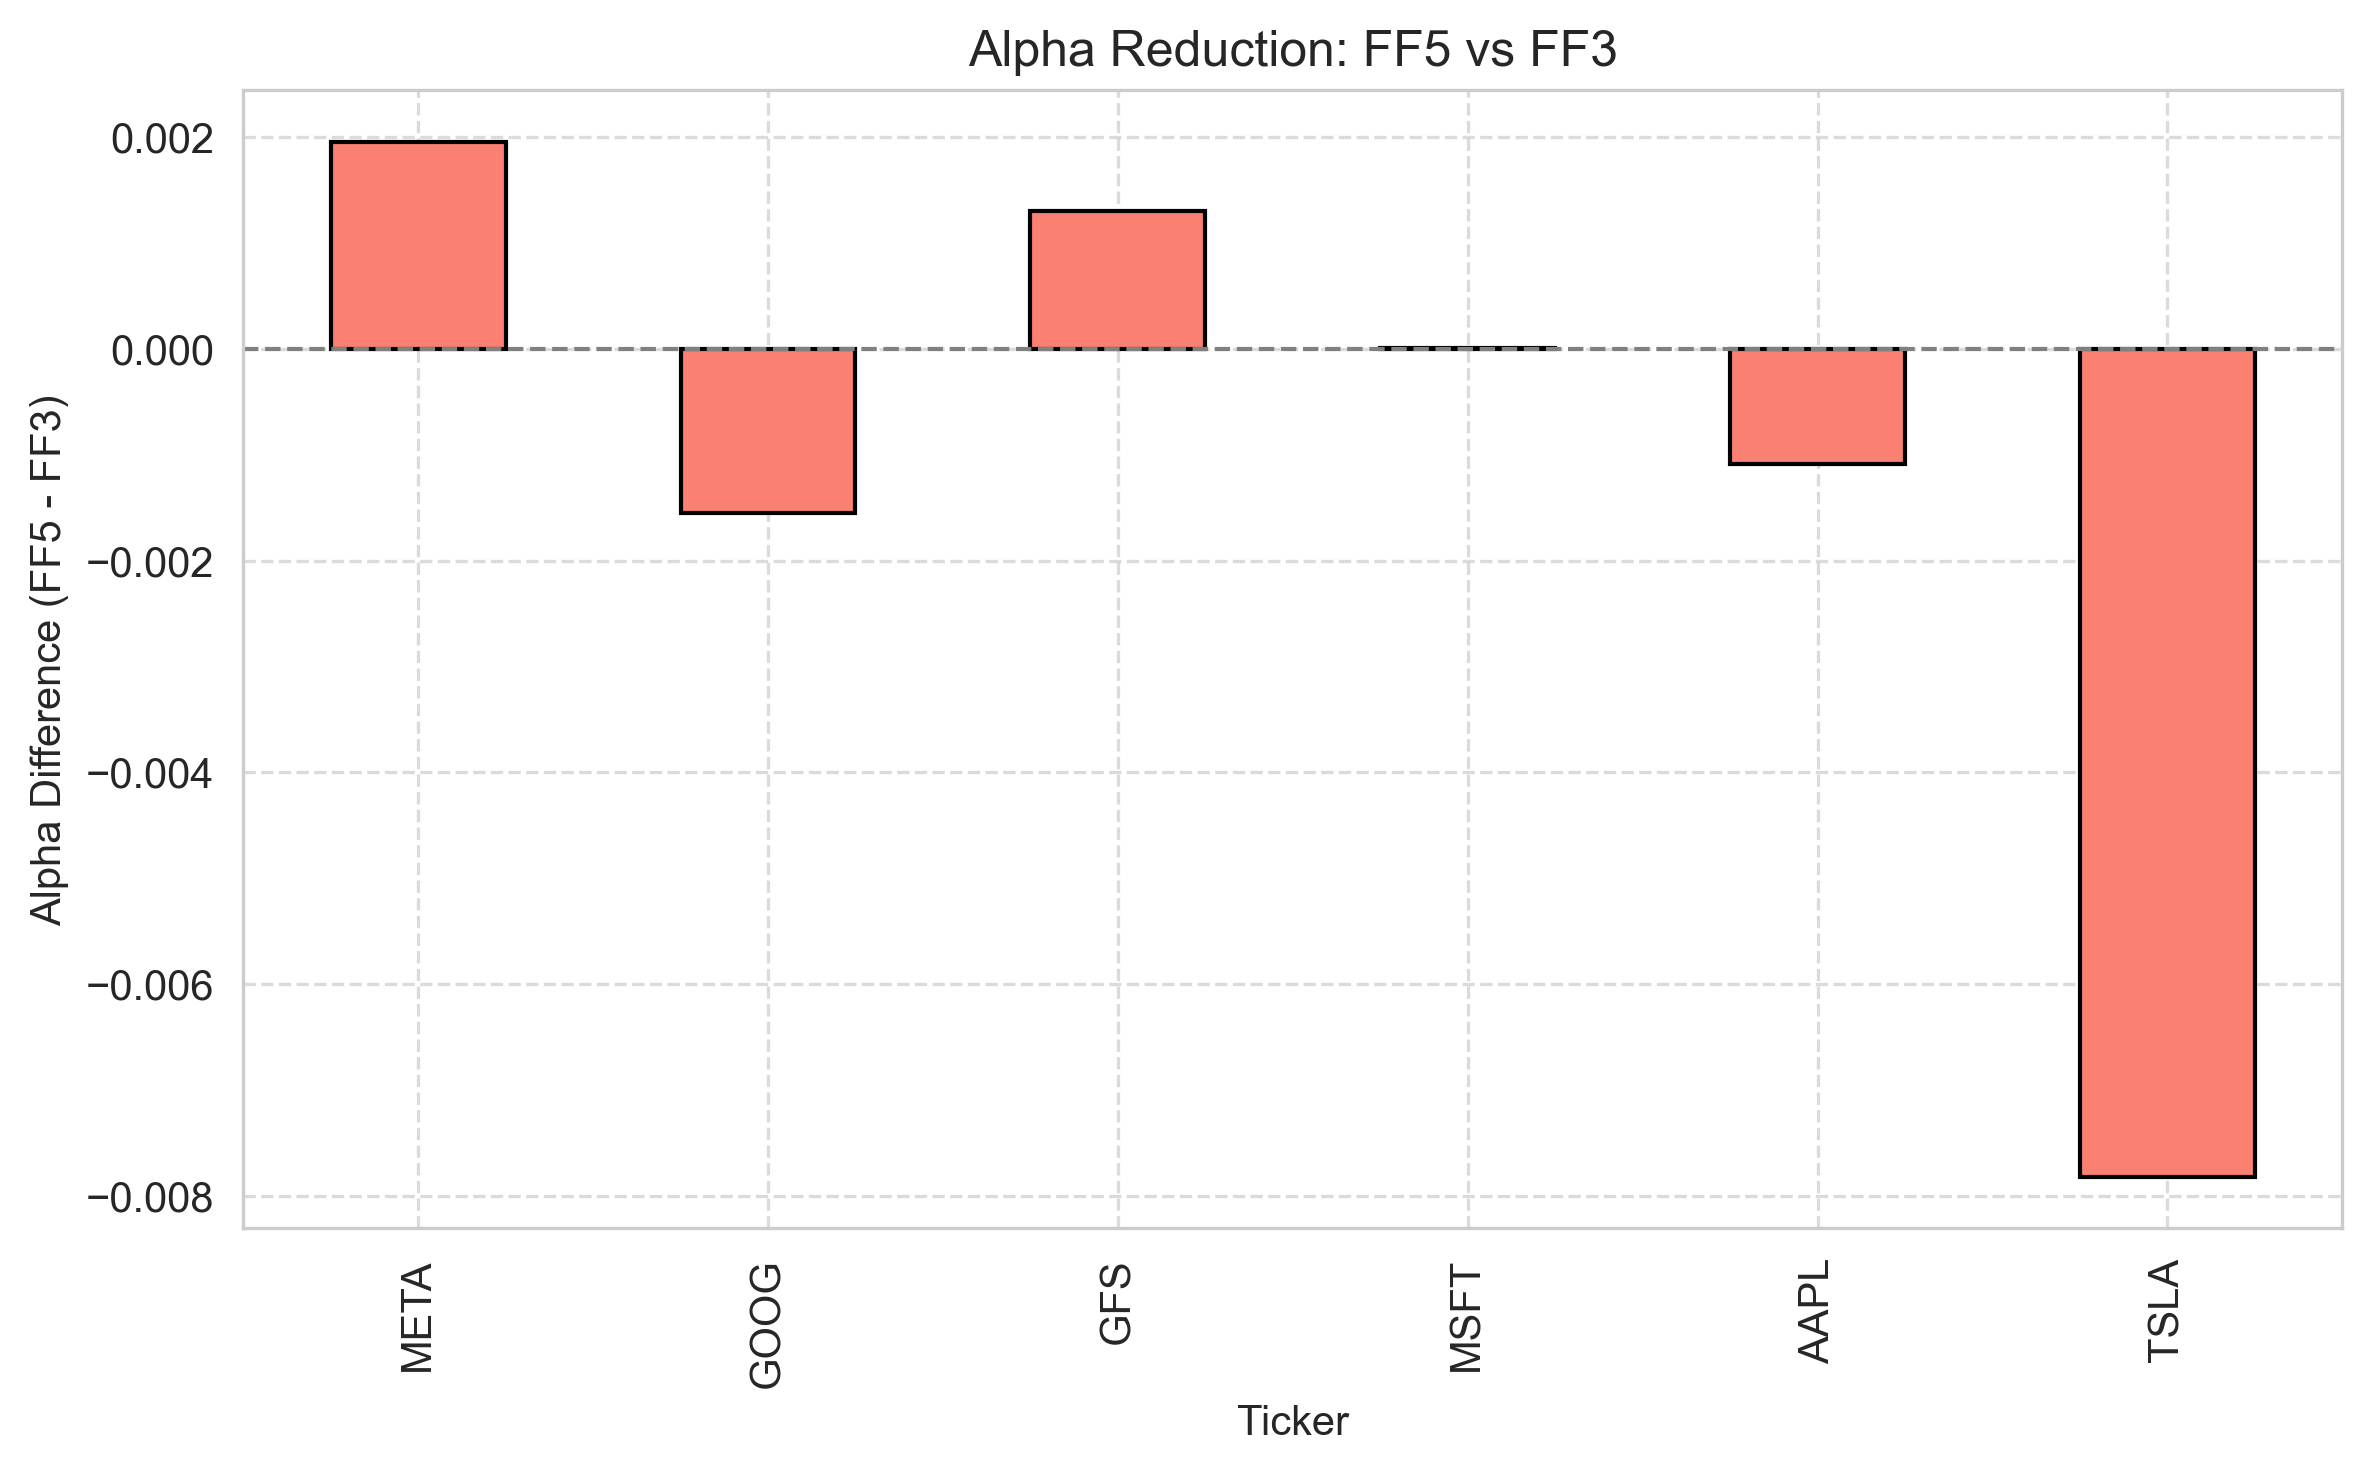 Alpha Reduction: FF5 vs FF3
Alpha Difference (FF5 - FF3)
0.002
0.000
−0.002
−0.004
−0.006
−0.008
META
GOOG
GFS
MSFT
AAPL
TSLA
Ticker